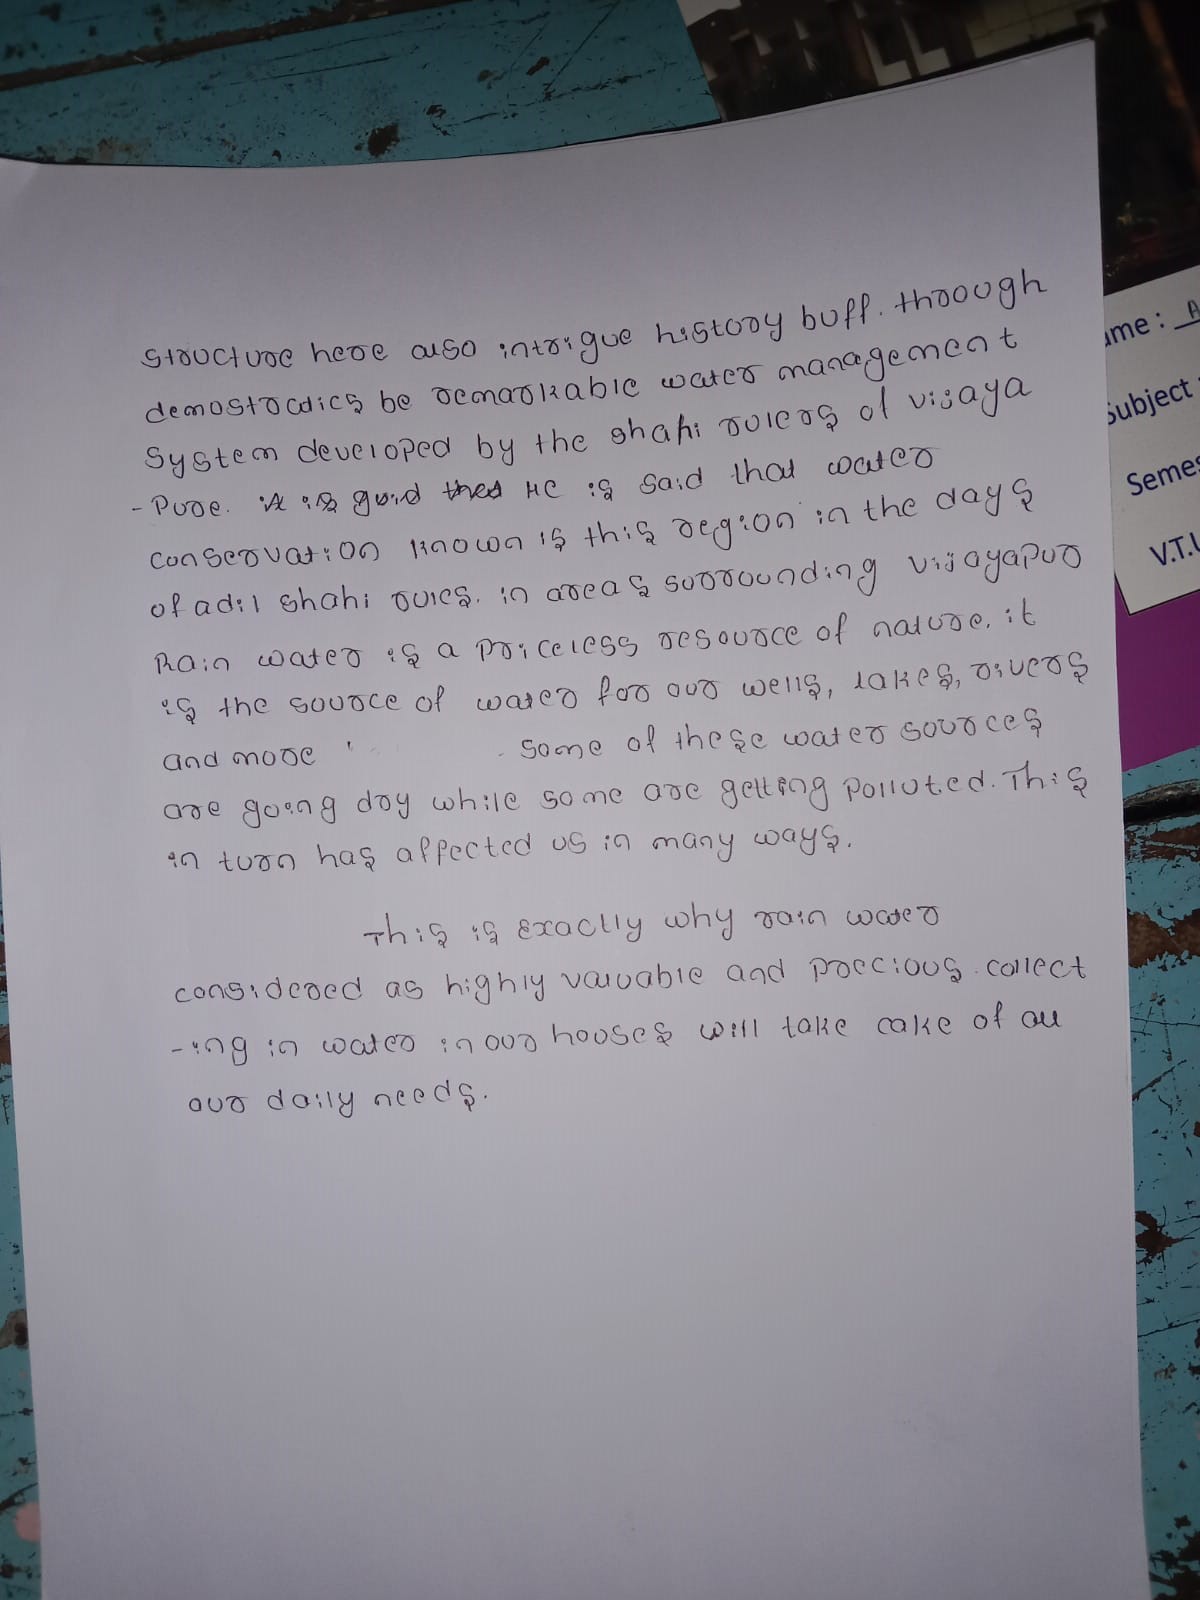 structure here also intrigue history buff. through
demostratics be remarkable water management
System developed by the shahi rulers of vijaya
- Pure. it is said that He is said that water
conservation known is this region in the days
of adil shahi rules. in areas surrounding vijayapur
Rain water is a priceless resource of nature. it
is the source of water for our wells, lakes, rivers
and more . some of these water sources
are going dry while some are getting polluted. This
in turn has affected us in many ways.
This is exactly why rain water
considered as highly valuable and precious. collect
-ing in water in our houses will take cake of all
our daily needs.
ame : A
Subject :
Semes
V.T.U